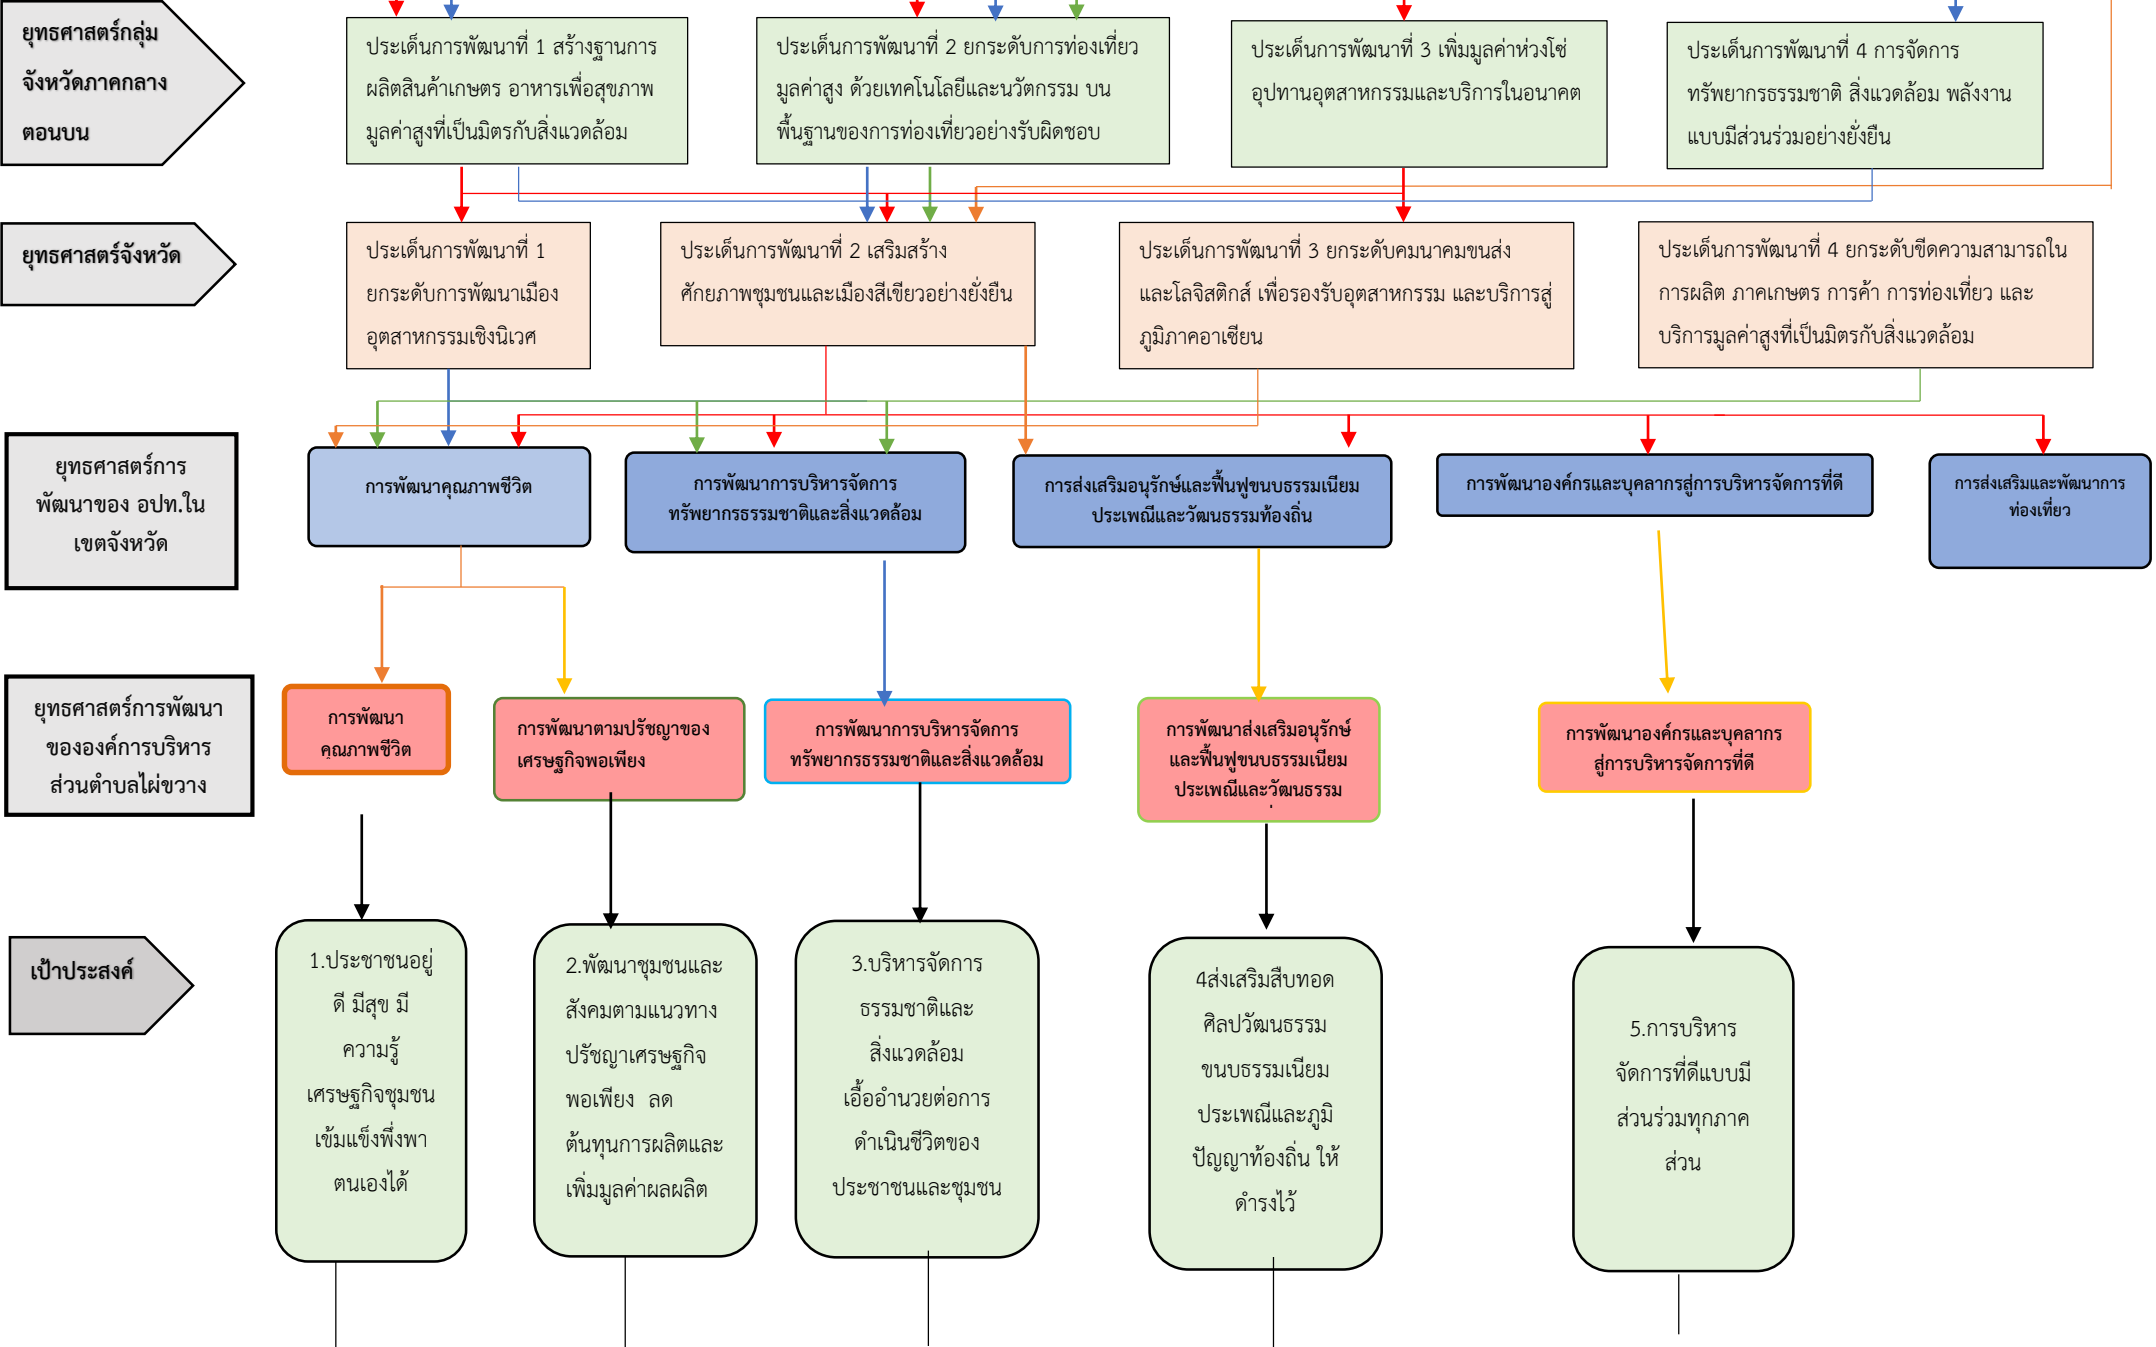 ยุทธศาสตร์กลุ่ม
จังหวัดภาคกลาง
ตอนบน
ประเด็นการพัฒนาที่ 1 สร้างฐานการ
ผลิตสินค้าเกษตร อาหารเพื่อสุขภาพ
มูลค่าสูงที่เป็นมิตรกับสิ่งแวดล้อม
ประเด็นการพัฒนาที่ 2 ยกระดับการท่องเที่ยว
มูลค่าสูง ด้วยเทคโนโลยีและนวัตกรรม บน
พื้นฐานของการท่องเที่ยวอย่างรับผิดชอบ
ประเด็นการพัฒนาที่ 3 เพิ่มมูลค่าห่วงโซ่
อุปทานอุตสาหกรรมและบริการในอนาคต
ประเด็นการพัฒนาที่ 4 การจัดการ
ทรัพยากรธรรมชาติ สิ่งแวดล้อม พลังงาน
แบบมีส่วนร่วมอย่างยั่งยืน
ยุทธศาสตร์จังหวัด
ประเด็นการพัฒนาที่ 1
ยกระดับการพัฒนาเมือง
อุตสาหกรรมเชิงนิเวศ
ประเด็นการพัฒนาที่ 2 เสริมสร้าง
ศักยภาพชุมชนและเมืองสีเขียวอย่างยั่งยืน
ประเด็นการพัฒนาที่ 3 ยกระดับคมนาคมขนส่ง
และโลจิสติกส์ เพื่อรองรับอุตสาหกรรม และบริการสู่
ภูมิภาคอาเซียน
ประเด็นการพัฒนาที่ 4 ยกระดับขีดความสามารถใน
การผลิต ภาคเกษตร การค้า การท่องเที่ยว และ
บริการมูลค่าสูงที่เป็นมิตรกับสิ่งแวดล้อม
ยุทธศาสตร์การ
พัฒนาของ อปท.ใน
เขตจังหวัด
การพัฒนาคุณภาพชีวิต
การพัฒนาการบริหารจัดการ
ทรัพยากรธรรมชาติและสิ่งแวดล้อม
การส่งเสริมอนุรักษ์และฟื้นฟูขนบธรรมเนียม
ประเพณีและวัฒนธรรมท้องถิ่น
การพัฒนาองค์กรและบุคลากรสู่การบริหารจัดการที่ดี
การส่งเสริมและพัฒนาการ
ท่องเที่ยว
ยุทธศาสตร์การพัฒนา
ขององค์การบริหาร
ส่วนตำบลไผ่ขวาง
การพัฒนา
คุณภาพชีวิต
การพัฒนาตามปรัชญาของ
เศรษฐกิจพอเพียง
การพัฒนาการบริหารจัดการ
ทรัพยากรธรรมชาติและสิ่งแวดล้อม
การพัฒนาส่งเสริมอนุรักษ์
และฟื้นฟูขนบธรรมเนียม
ประเพณีและวัฒนธรรม
การพัฒนาองค์กรและบุคลากร
สู่การบริหารจัดการที่ดี
เป้าประสงค์
1.ประชาชนอยู่
ดี มีสุข มี
ความรู้
เศรษฐกิจชุมชน
เข้มแข็งพึ่งพา
ตนเองได้
2.พัฒนาชุมชนและ
สังคมตามแนวทาง
ปรัชญาเศรษฐกิจ
พอเพียง ลด
ต้นทุนการผลิตและ
เพิ่มมูลค่าผลผลิต
3.บริหารจัดการ
ธรรมชาติและ
สิ่งแวดล้อม
เอื้ออำนวยต่อการ
ดำเนินชีวิตของ
ประชาชนและชุมชน
4ส่งเสริมสืบทอด
ศิลปวัฒนธรรม
ขนบธรรมเนียม
ประเพณีและภูมิ
ปัญญาท้องถิ่น ให้
ดำรงไว้
5.การบริหาร
จัดการที่ดีแบบมี
ส่วนร่วมทุกภาค
ส่วน